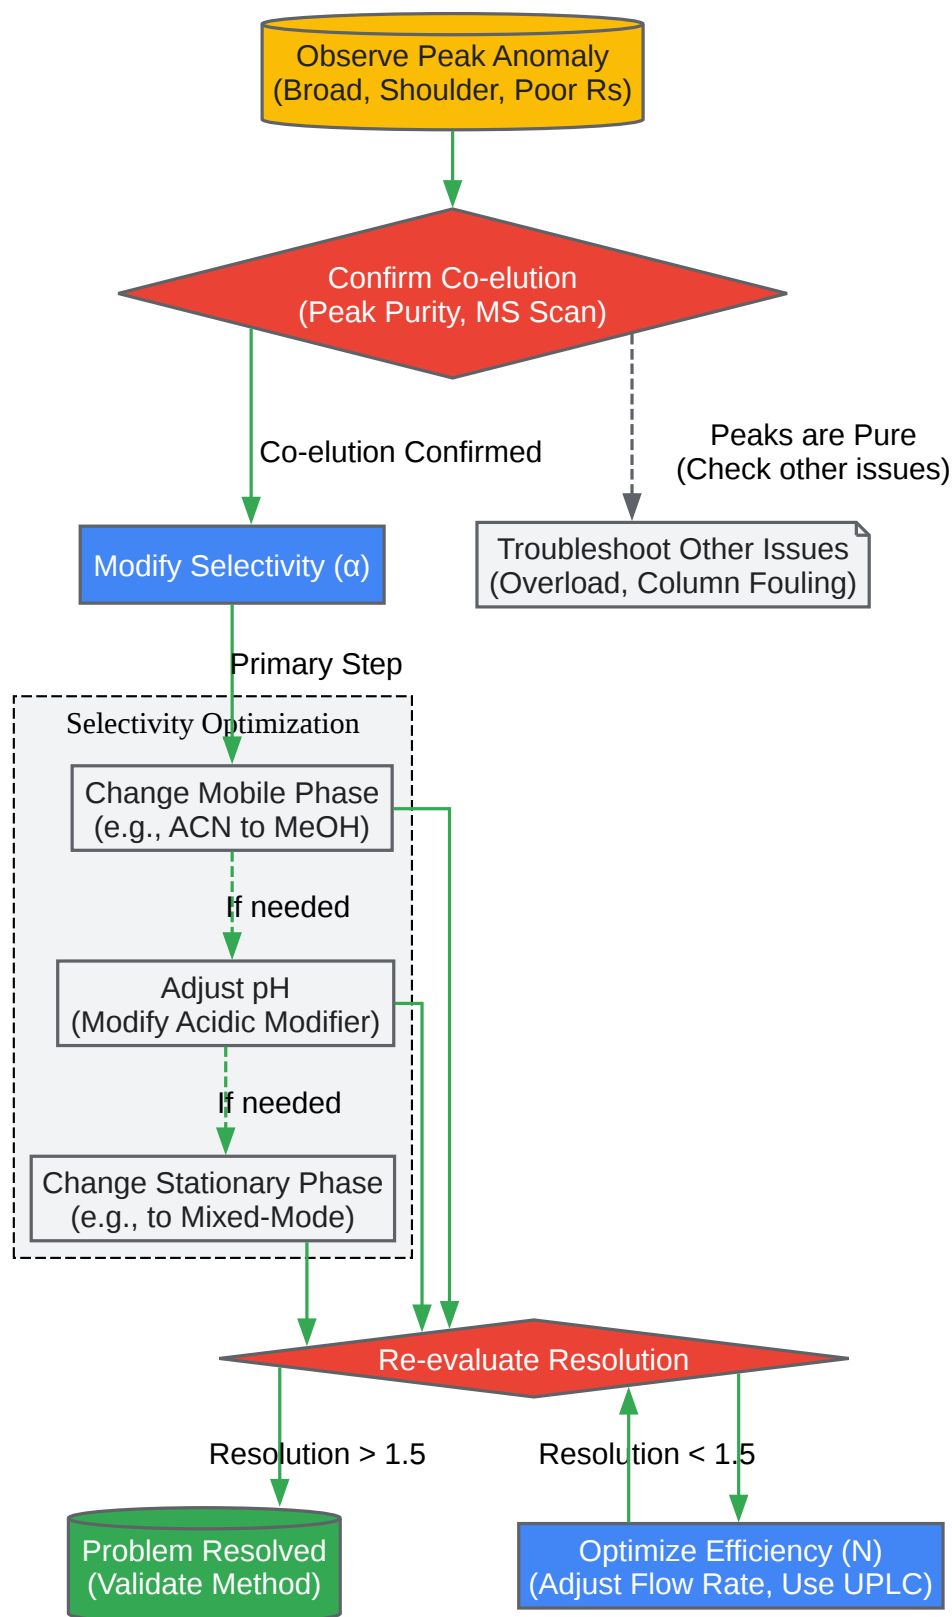 Observe Peak Anomaly
(Broad, Shoulder, Poor Rs)
Confirm Co-elution
(Peak Purity, MS Scan)
Co-elution Confirmed
Peaks are Pure
(Check other issues)
Modify Selectivity (α)
Troubleshoot Other Issues
(Overload, Column Fouling)
Primary Step
Selectivity Optimization
Change Mobile Phase
(e.g., ACN to MeOH)
If needed
Adjust pH
(Modify Acidic Modifier)
If needed
Change Stationary Phase
(e.g., to Mixed-Mode)
Re-evaluate Resolution
Resolution > 1.5
Resolution < 1.5
Problem Resolved
(Validate Method)
Optimize Efficiency (N)
(Adjust Flow Rate, Use UPLC)